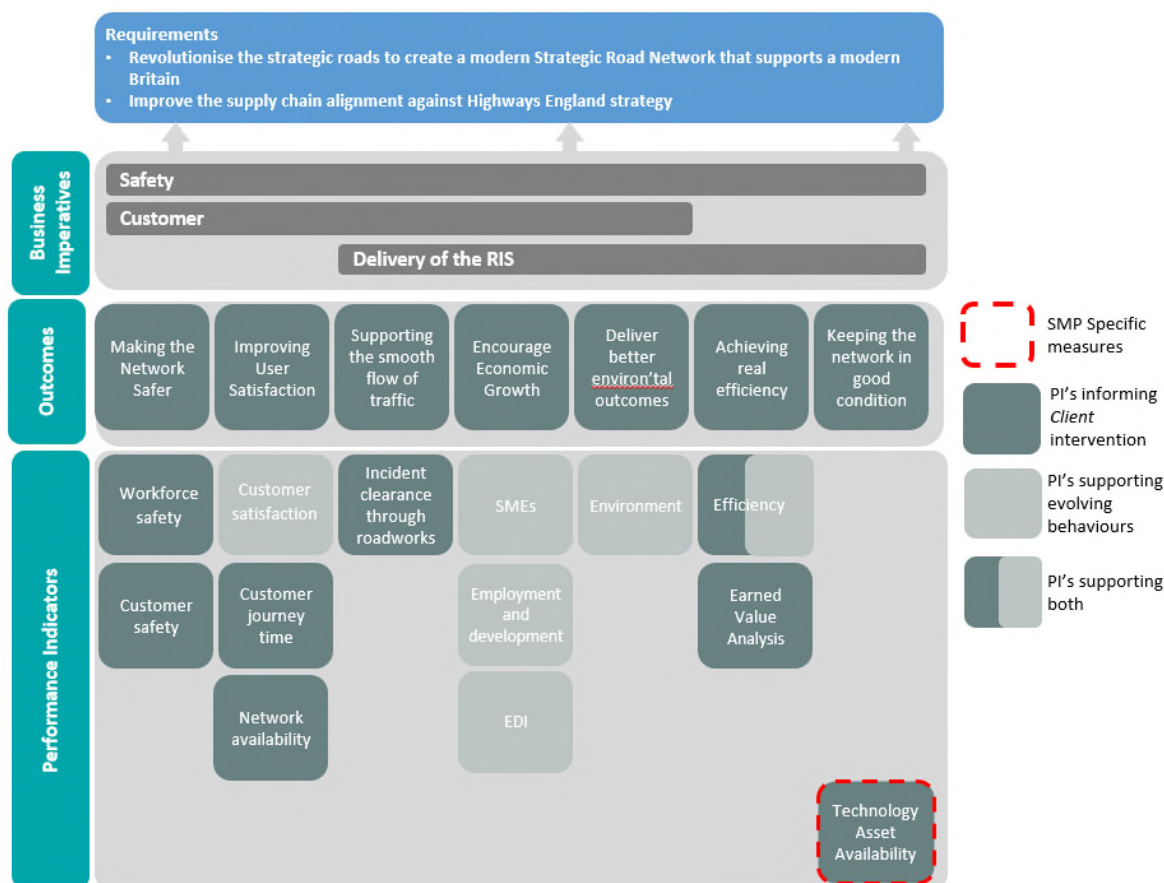 Requirements
• Revolutionise the strategic roads to create a modern Strategic Road Network that supports a modern
Britain
• Improve the supply chain alignment against Highways England strategy
Business
Imperatives
Safety
Customer
Delivery of the RIS
Outcomes
Making the
Network
Safer
Improving
User
Satisfaction
Supporting
the smooth
flow of
traffic
Encourage
Economic
Growth
Deliver
better
environ'tal
outcomes
Achieving
real
efficiency
Keeping the
network in
good
condition
SMP Specific
measures
PI's informing
Client
intervention
PI's supporting
evolving
behaviours
PI's supporting
both
Performance Indicators
Workforce
safety
Customer
satisfaction
Incident
clearance
through
roadworks
SMEs
Environment
Efficiency
Customer
safety
Customer
journey
time
Employment
and
development
Earned
Value
Analysis
Network
availability
EDI
Technology
Asset
Availability